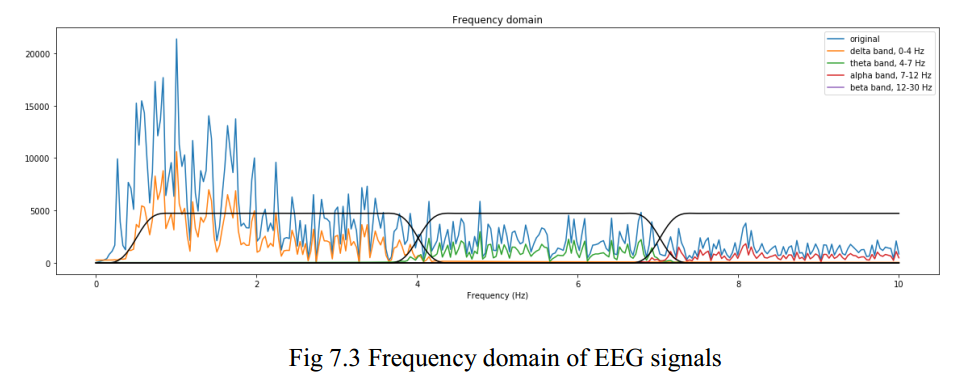 Frequency domain
original
delta band, 0-4 Hz
theta band, 4-7 Hz
alpha band, 7-12 Hz
beta band, 12-30 Hz
20000
15000
10000
5000
0
0 2 4 6 8 10
Frequency (Hz)
Fig 7.3 Frequency domain of EEG signals